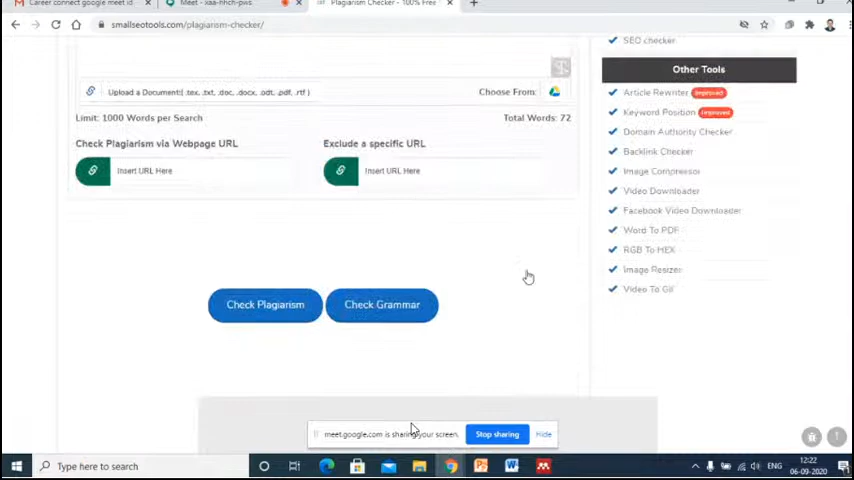 Career connect google meet id
Meet - xaa-hhch-pws
Plagiarism Checker - 100% Free
smallseotools.com/plagiarism-checker/
SEO checker
Other Tools
Upload a Document:( .tex, .txt, .doc, .docx, .odt, .pdf, .rtf )
Choose From:
Article Rewriter Improved
Limit: 1000 Words per Search
Total Words: 72
Keyword Position Improved
Domain Authority Checker
Check Plagiarism via Webpage URL
Exclude a specific URL
Backlink Checker
Insert URL Here
Insert URL Here
Image Compressor
Video Downloader
Facebook Video Downloader
Word To PDF
RGB To HEX
Image Resizer
Video To Gif
Check Plagiarism
Check Grammar
meet.google.com is sharing your screen.
Stop sharing
Hide
Type here to search
ENG
12:22
06-09-2020